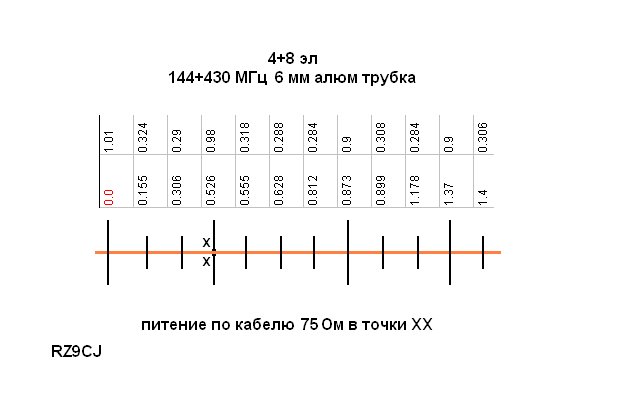 4+8 эл
144+430 МГц 6 мм алюм трубка
1.01 0.324 0.29 0.98 0.318 0.288 0.284 0.9 0.308 0.284 0.9 0.306
0.0 0.155 0.306 0.526 0.555 0.628 0.812 0.873 0.899 1.178 1.37 1.4
X
X
питение по кабелю 75 Ом в точки XX
RZ9CJ